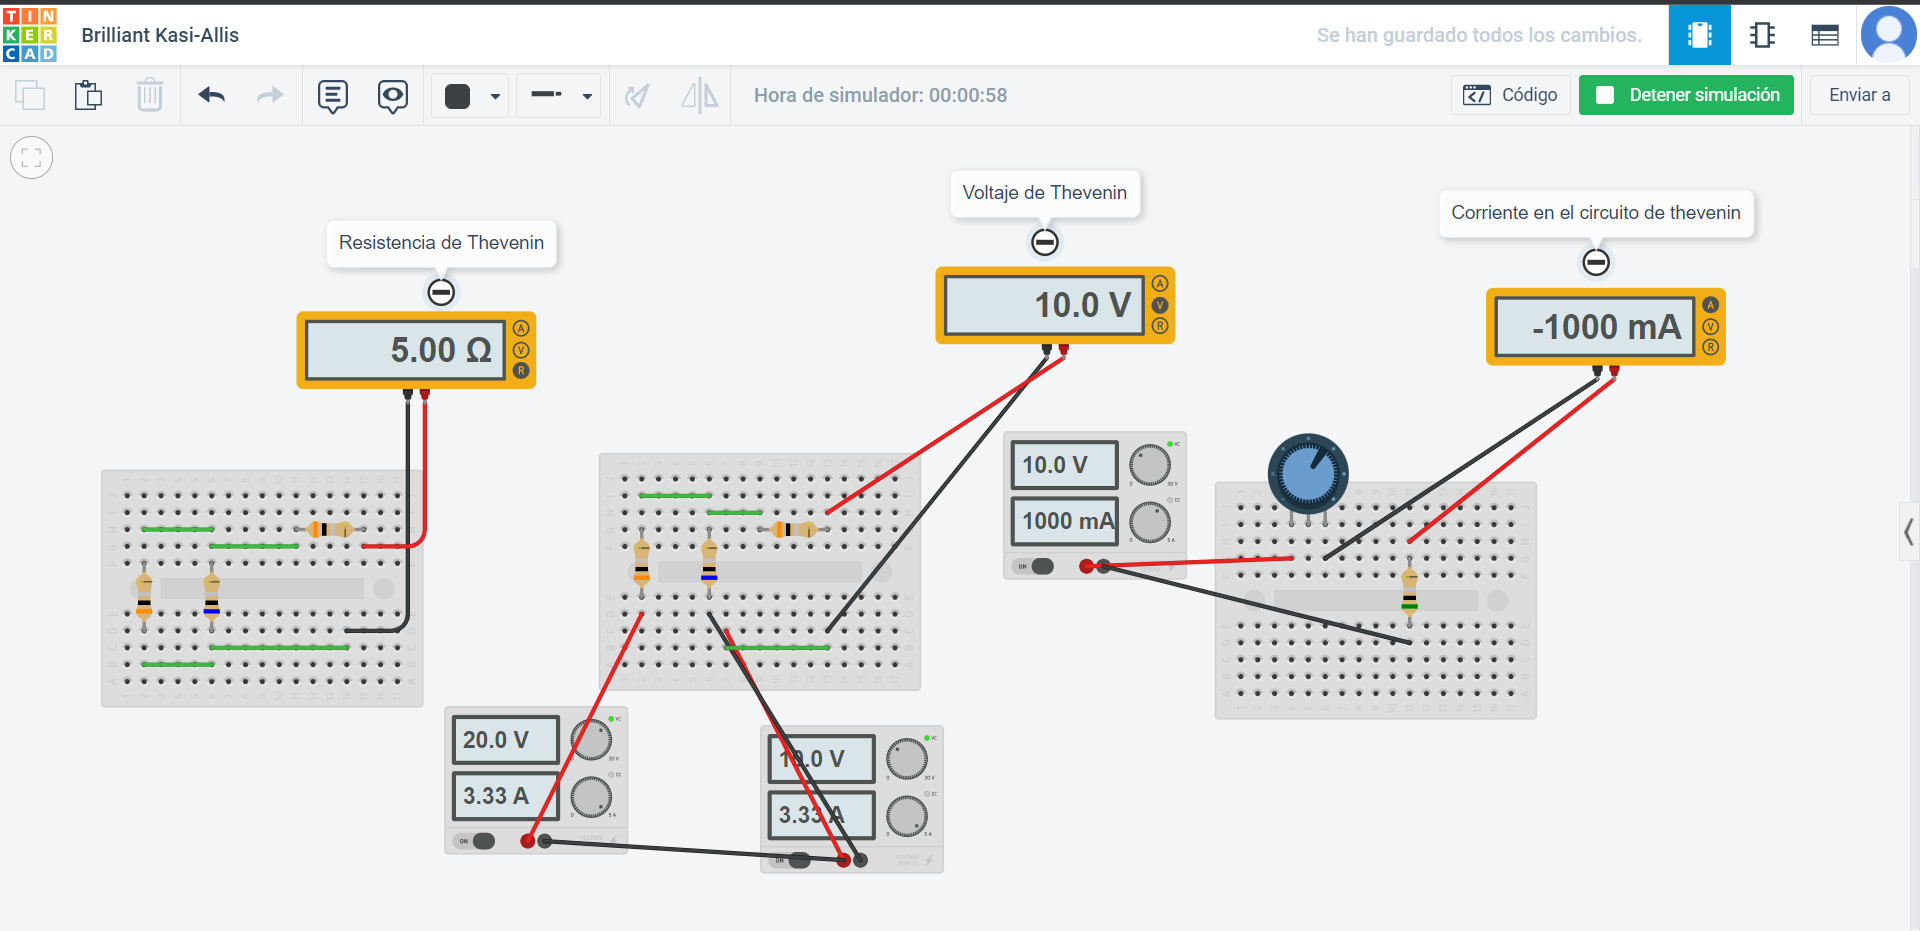 TIN
KER
CAD
Brilliant Kasi-Allis
Se han guardado todos los cambios.
Hora de simulador: 00:00:58
Código
Detener simulación
Enviar a
Resistencia de Thevenin
5.00 Ω
A
V
R
Voltaje de Thevenin
10.0 V
A
V
R
Corriente en el circuito de thevenin
-1000 mA
A
V
R
10.0 V
1000 mA
ON
20.0 V
3.33 A
ON
10.0 V
3.33 A
ON
VOLTAGE
SUPPLY